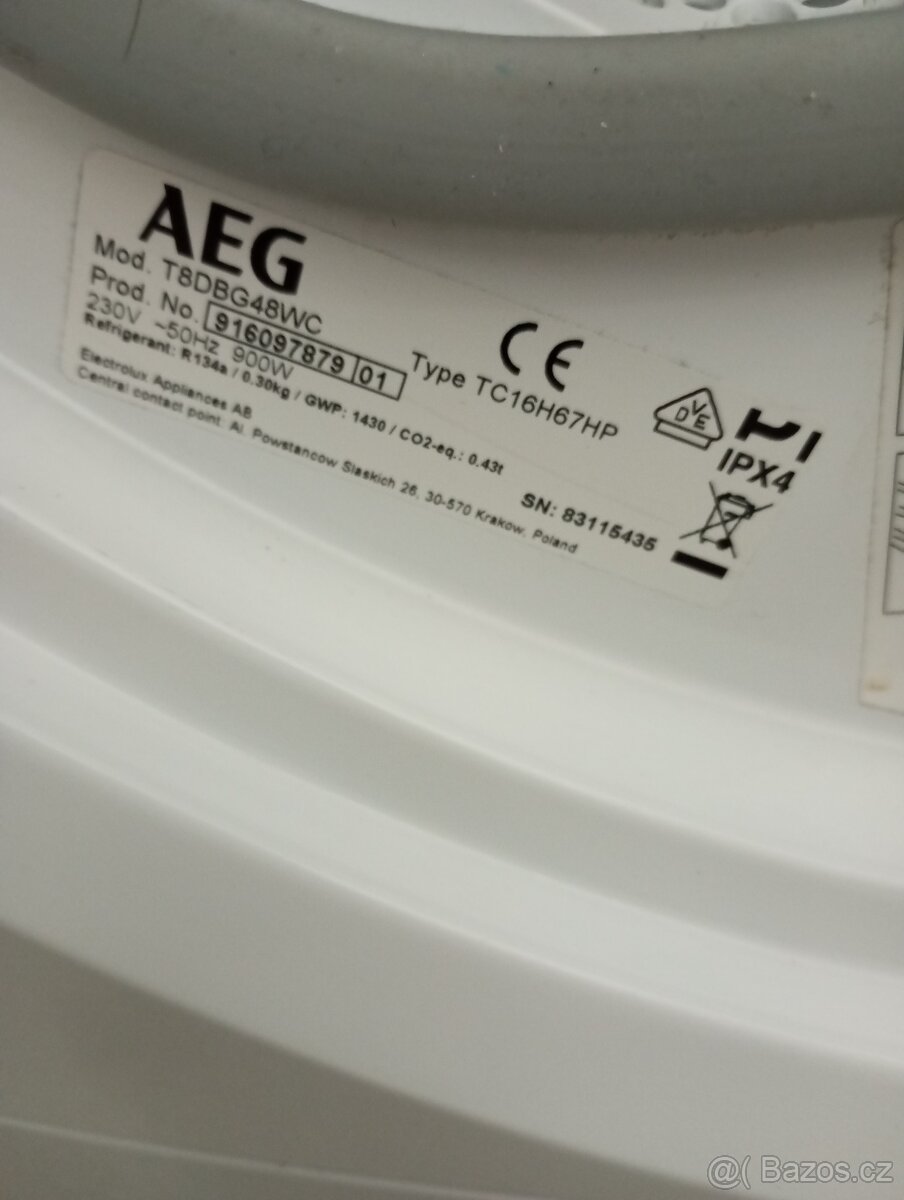 AEG
Mod. T8DBG48WC
Prod. No. 916097879 01
230V ~50Hz 900W
Type TC16H67HP
Refrigerant: R134a / 0.30kg / GWP: 1430 / CO2-eq.: 0.43t
Electrolux Appliances AB
Central contact point: Al. Powstancow Slaskich 26, 30-570 Krakow, Poland
SN: 83115435
CE
DVE
IPX4
@( Bazos.cz